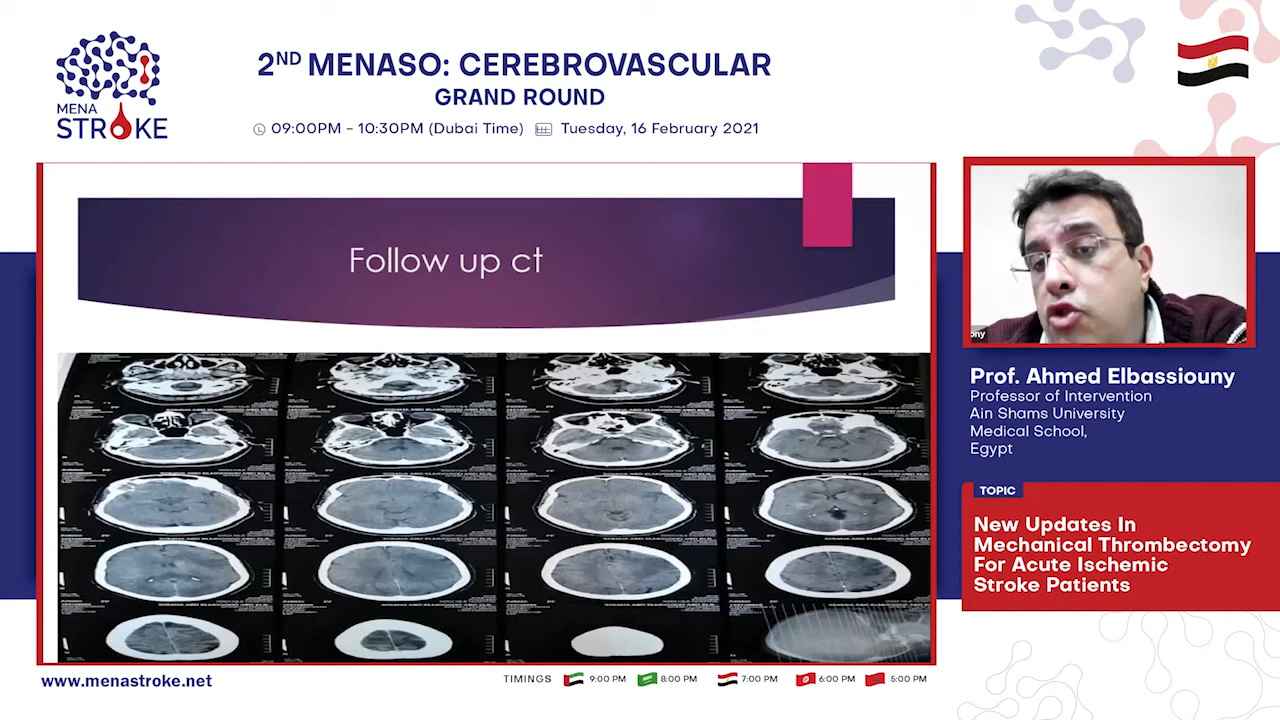 MENA
STROKE
2ND MENASO: CEREBROVASCULAR
GRAND ROUND
09:00PM - 10:30PM (Dubai Time) Tuesday, 16 February 2021
Follow up ct
ony
Prof. Ahmed Elbassiouny
Professor of Intervention
Ain Shams University
Medical School,
Egypt
TOPIC
New Updates In
Mechanical Thrombectomy
For Acute Ischemic
Stroke Patients
www.menastroke.net
TIMINGS 9:00 PM 8:00 PM 7:00 PM 6:00 PM 5:00 PM